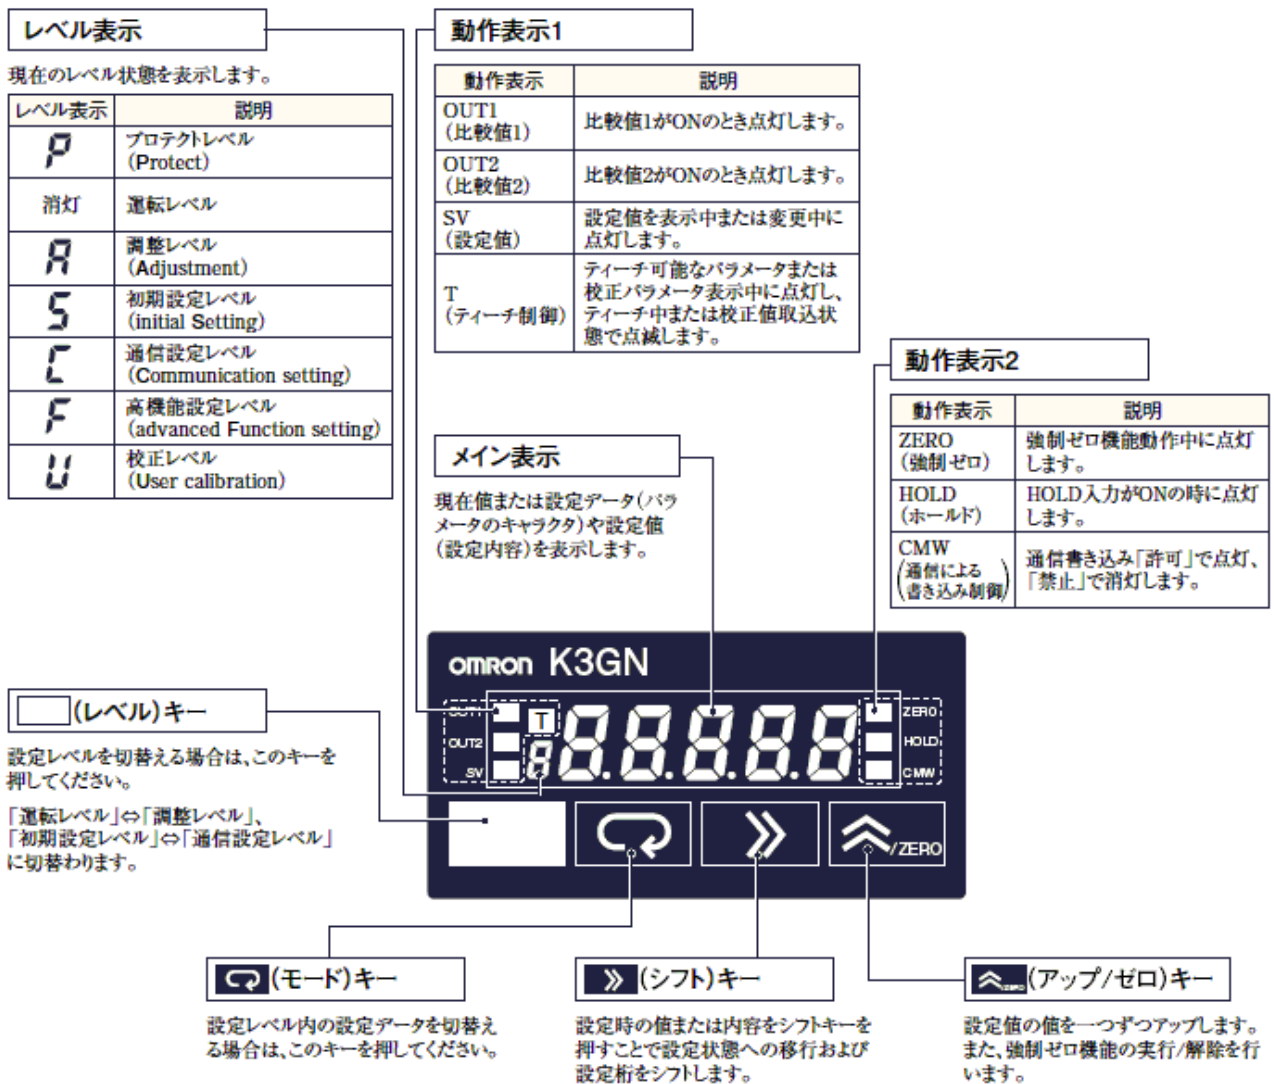 レベル表示
現在のレベル状態を表示します。
レベル表示 説明
P プロテクトレベル
(Protect)
消灯 運転レベル
A 調整レベル
(Adjustment)
S 初期設定レベル
(initial Setting)
C 通信設定レベル
(Communication setting)
F 高機能設定レベル
(advanced Function setting)
U 校正レベル
(User calibration)
動作表示1
動作表示 説明
OUT1
(比較値1) 比較値1がONのとき点灯します。
OUT2
(比較値2) 比較値2がONのとき点灯します。
SV
(設定値) 設定値を表示中または変更中に
点灯します。
T
(ティーチ制御) ティーチ可能なパラメータまたは
校正パラメータ表示中に点灯し、
ティーチ中または校正値取込状
態で点滅します。
動作表示2
動作表示 説明
ZERO
(強制ゼロ) 強制ゼロ機能動作中に点灯
します。
HOLD
(ホールド) HOLD入力がONの時に点灯
します。
CMW
(通信による
書き込み制御) 通信書き込み「許可」で点灯、
「禁止」で消灯します。
メイン表示
現在値または設定データ(パラ
メータのキャラクタ)や設定値
(設定内容)を表示します。
omron K3GN
OUT1
OUT2
SV
T
8
8.8.8.8.8
ZERO
HOLD
CMW
/ZERO
(レベル)キー
設定レベルを切替える場合は、このキーを
押してください。
「運転レベル」⇔「調整レベル」、
「初期設定レベル」⇔「通信設定レベル」
に切替わります。
(モード)キー
設定レベル内の設定データを切替え
る場合は、このキーを押してください。
(シフト)キー
設定時の値または内容をシフトキーを
押すことで設定状態への移行および
設定桁をシフトします。
/ZERO (アップ/ゼロ)キー
設定値の値を一つずつアップします。
また、強制ゼロ機能の実行/解除を行
います。